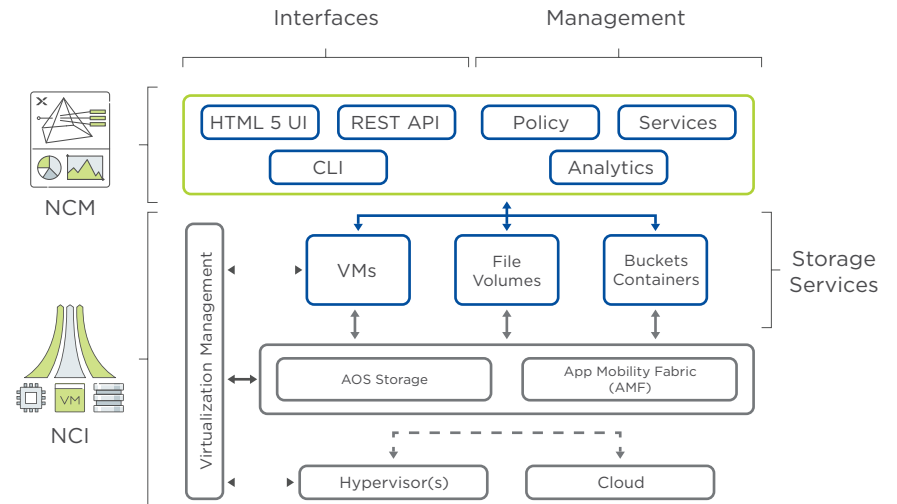 Interfaces
Management
HTML 5 UI
REST API
Policy
Services
CLI
Analytics
NCM
Virtualization Management
VMs
File
Volumes
Buckets
Containers
Storage
Services
AOS Storage
App Mobility Fabric
(AMF)
VM
NCI
Hypervisor(s)
Cloud